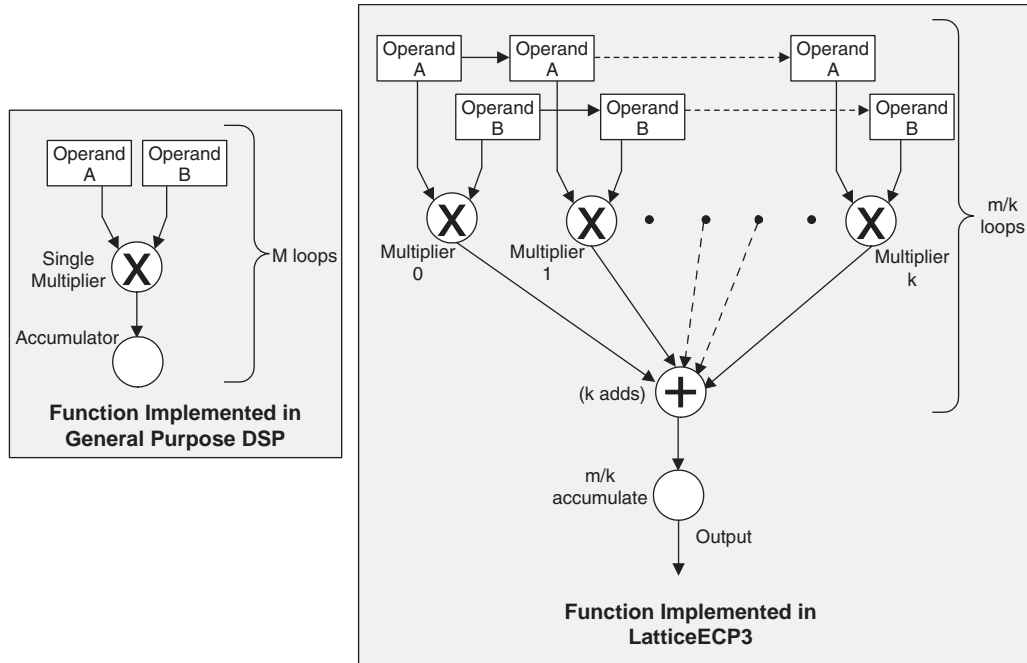 Operand
A
Operand
B
Single
Multiplier
X
Accumulator
M loops
Function Implemented in
General Purpose DSP
Operand
A
Operand
A
Operand
A
Operand
B
Operand
B
Operand
B
X
X
X
Multiplier
0
Multiplier
1
Multiplier
k
m/k
loops
(k adds)
+
m/k
accumulate
Output
Function Implemented in
LatticeECP3